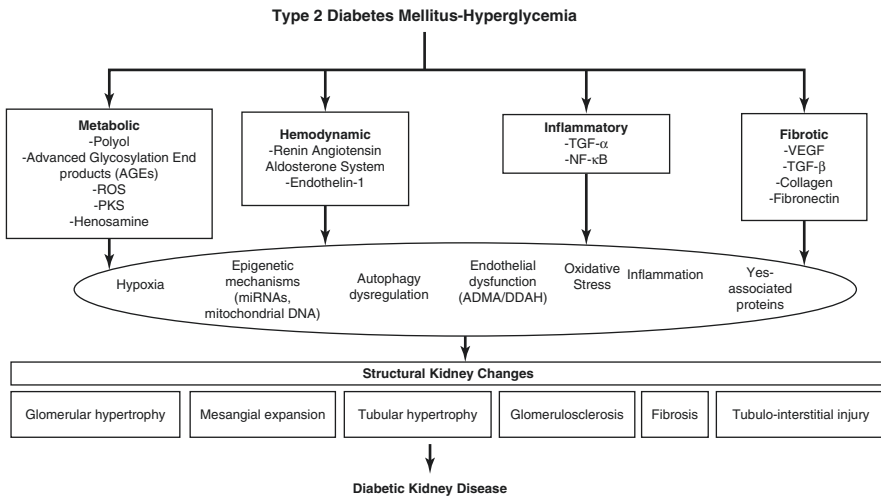 Type 2 Diabetes Mellitus-Hyperglycemia
Metabolic
-Polyol
-Advanced Glycosylation End
products (AGEs)
-ROS
-PKS
-Henosamine
Hemodynamic
-Renin Angiotensin
Aldosterone System
-Endothelin-1
Inflammatory
-TGF-α
-NF-κB
Fibrotic
-VEGF
-TGF-β
-Collagen
-Fibronectin
Hypoxia
Epigenetic
mechanisms
(miRNAs,
mitochondrial DNA)
Autophagy
dysregulation
Endothelial
dysfunction
(ADMA/DDAH)
Oxidative
Stress
Inflammation
Yes-
associated
proteins
Structural Kidney Changes
Glomerular hypertrophy
Mesangial expansion
Tubular hypertrophy
Glomerulosclerosis
Fibrosis
Tubulo-interstitial injury
Diabetic Kidney Disease